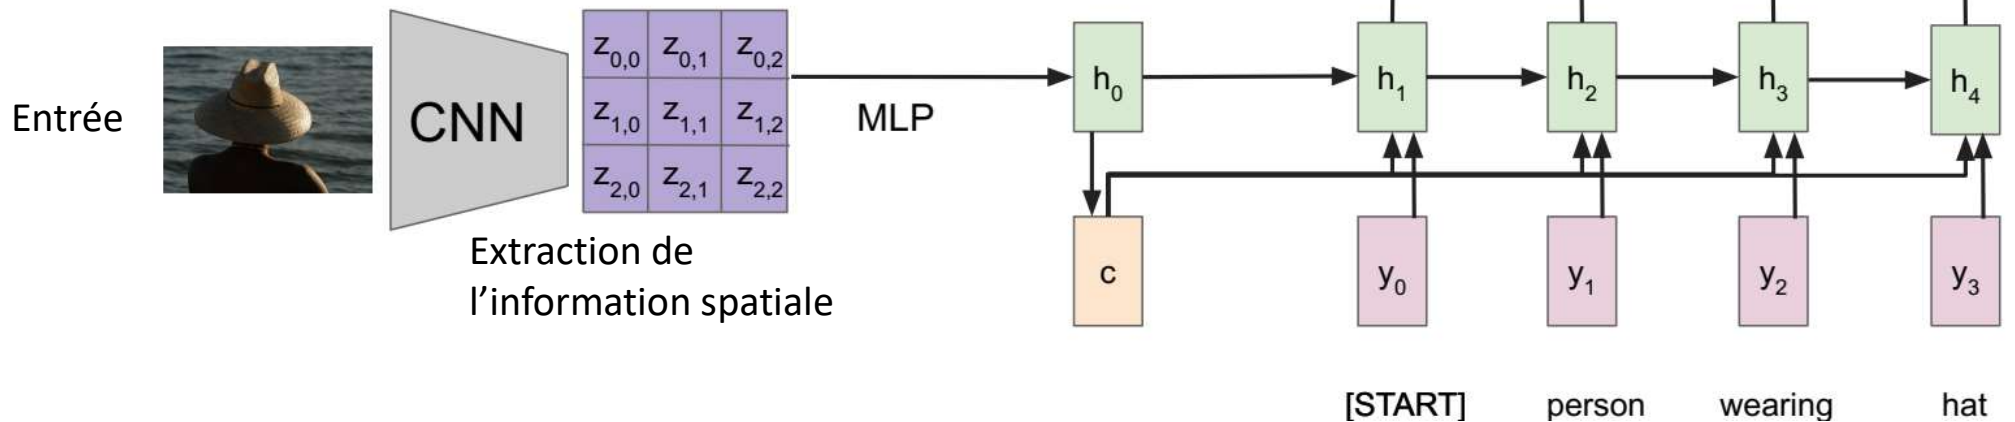 Entrée
CNN
z0,0 z0,1 z0,2
z1,0 z1,1 z1,2
z2,0 z2,1 z2,2
Extraction de
l’information spatiale
MLP
h0 h1 h2 h3 h4
c y0 y1 y2 y3
[START] person wearing hat